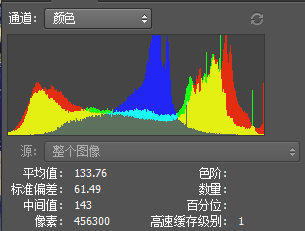 通道: 颜色
源: 整个图像
平均值: 133.76 色阶:
标准偏差: 61.49 数量:
中间值: 143 百分位:
像素: 456300 高速缓存级别: 1